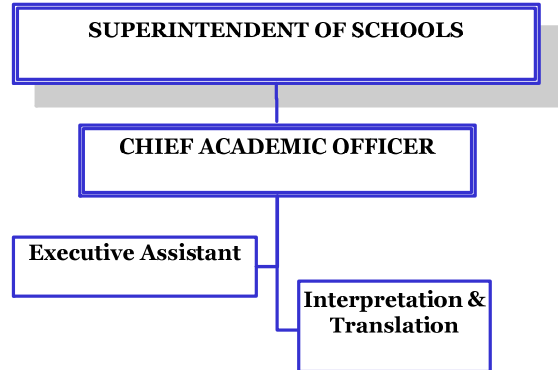 SUPERINTENDENT OF SCHOOLS
CHIEF ACADEMIC OFFICER
Executive Assistant
Interpretation &
Translation